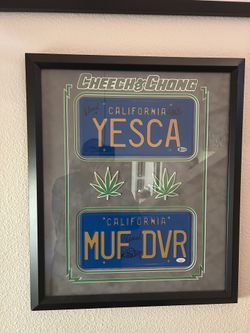 CHEECH & CHONG
CALIFORNIA
YESCA
"CALIFORNIA"
MUF DVR